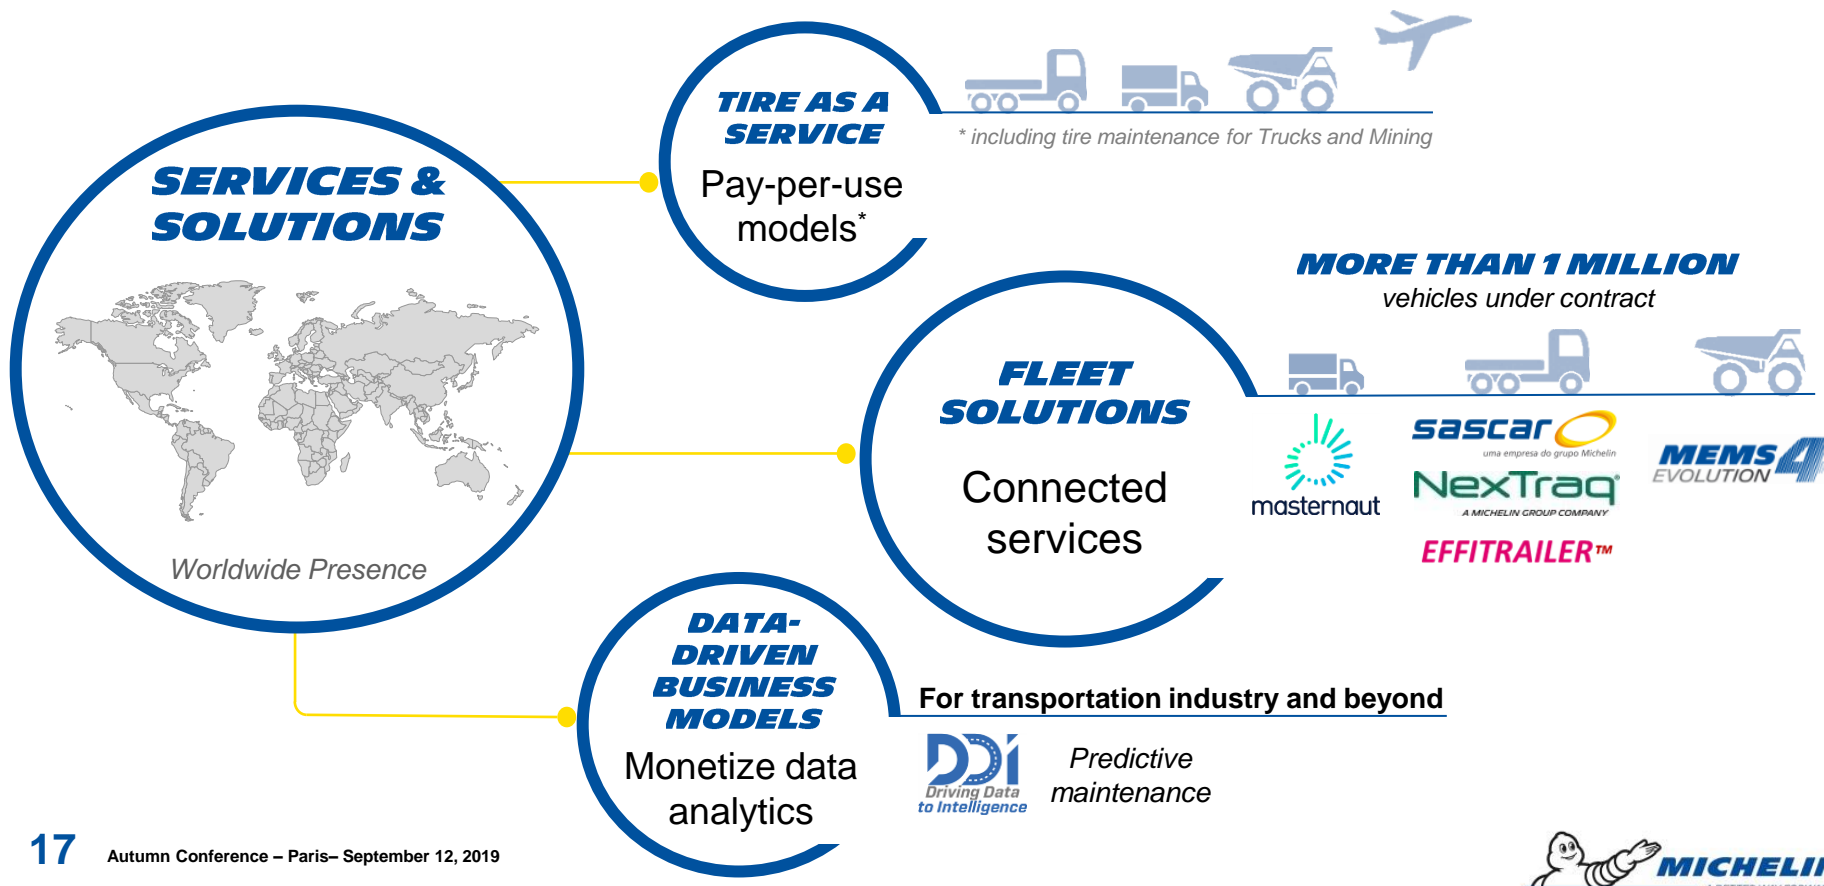 SERVICES &
SOLUTIONS
Worldwide Presence
TIRE AS A
SERVICE
Pay-per-use
models*
* including tire maintenance for Trucks and Mining
MORE THAN 1 MILLION
vehicles under contract
FLEET
SOLUTIONS
Connected
services
masternaut
sascar
uma empresa do grupo Michelin
NexTraq
A MICHELIN GROUP COMPANY
EFFITRAILER™
MEMS4
EVOLUTION
DATA-
DRIVEN
BUSINESS
MODELS
Monetize data
analytics
For transportation industry and beyond
DDi
Driving Data
to Intelligence
Predictive
maintenance
17
Autumn Conference – Paris– September 12, 2019
MICHELIN